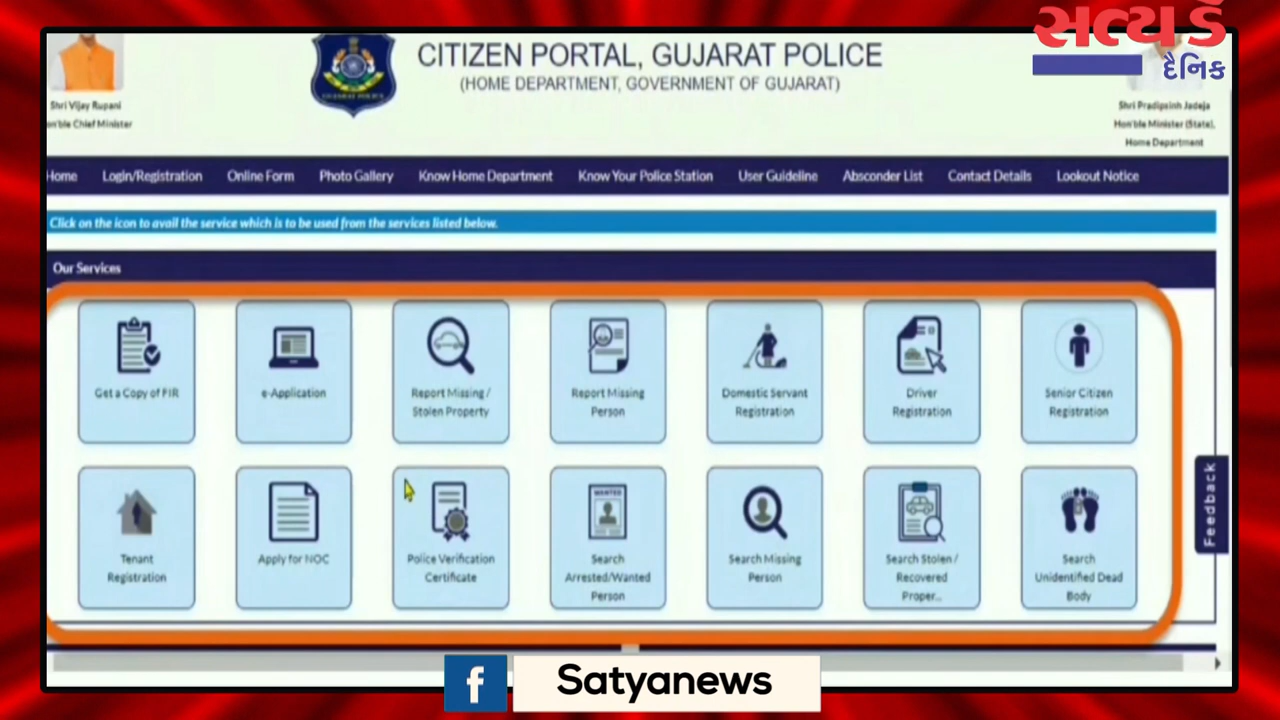 સત્ય ડે
દૈનિક
CITIZEN PORTAL, GUJARAT POLICE
(HOME DEPARTMENT, GOVERNMENT OF GUJARAT)
GUJARAT POLICE
Shri Vijay Rupani
on'ble Chief Minister
Shri Pradipsinh Jadeja
Hon'ble Minister (State),
Home Department
Home Login/Registration Online Form Photo Gallery Know Home Department Know Your Police Station User Guideline Absconder List Contact Details Lookout Notice
Click on the icon to avail the service which is to be used from the services listed below.
Our Services
Get a Copy of FIR
e-Application
Report Missing /
Stolen Property
Report Missing
Person
Domestic Servant
Registration
Driver
Registration
Senior Citizen
Registration
Tenant
Registration
Apply for NOC
Police Verification
Certificate
WANTED
Search
Arrested/Wanted
Person
Search Missing
Person
Search Stolen /
Recovered
Proper...
Search
Unidentified Dead
Body
Feedback
f Satyanews